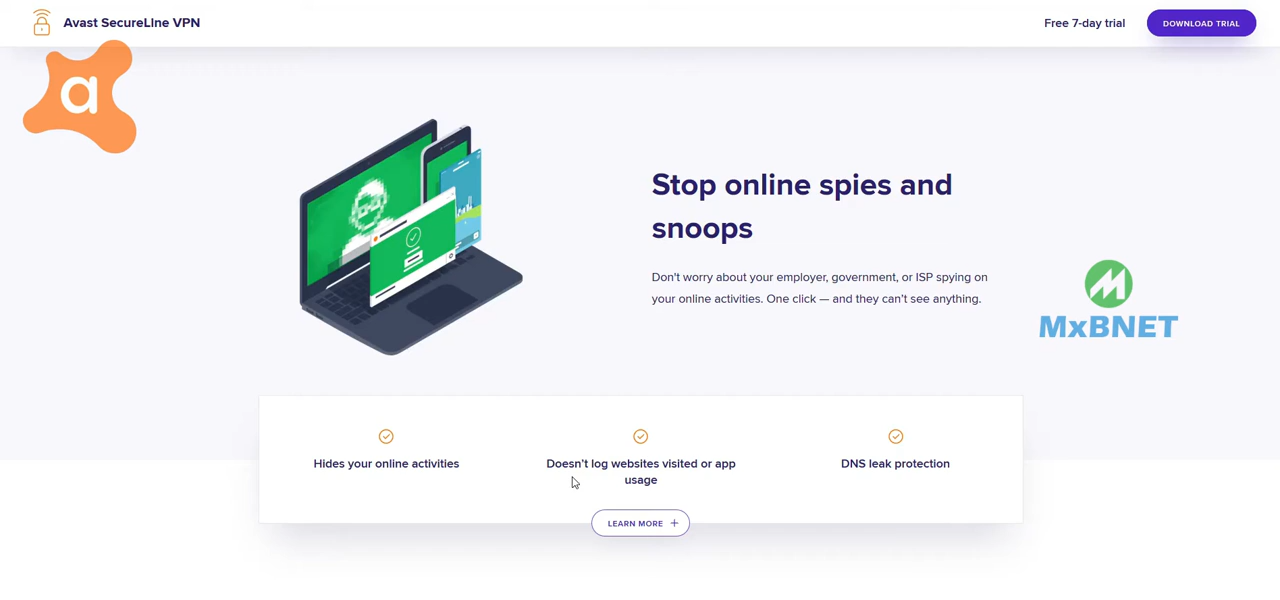 Avast SecureLIne VPN
Free 7-day trial
DOWNLOAD TRIAL
a
Stop online spies and
snoops
Don't worry about your employer, government, or ISP spying on
your online activities. One click — and they can't see anything.
MxBNET
Hides your online activities
Doesn't log websites visited or app
usage
DNS leak protection
LEARN MORE +